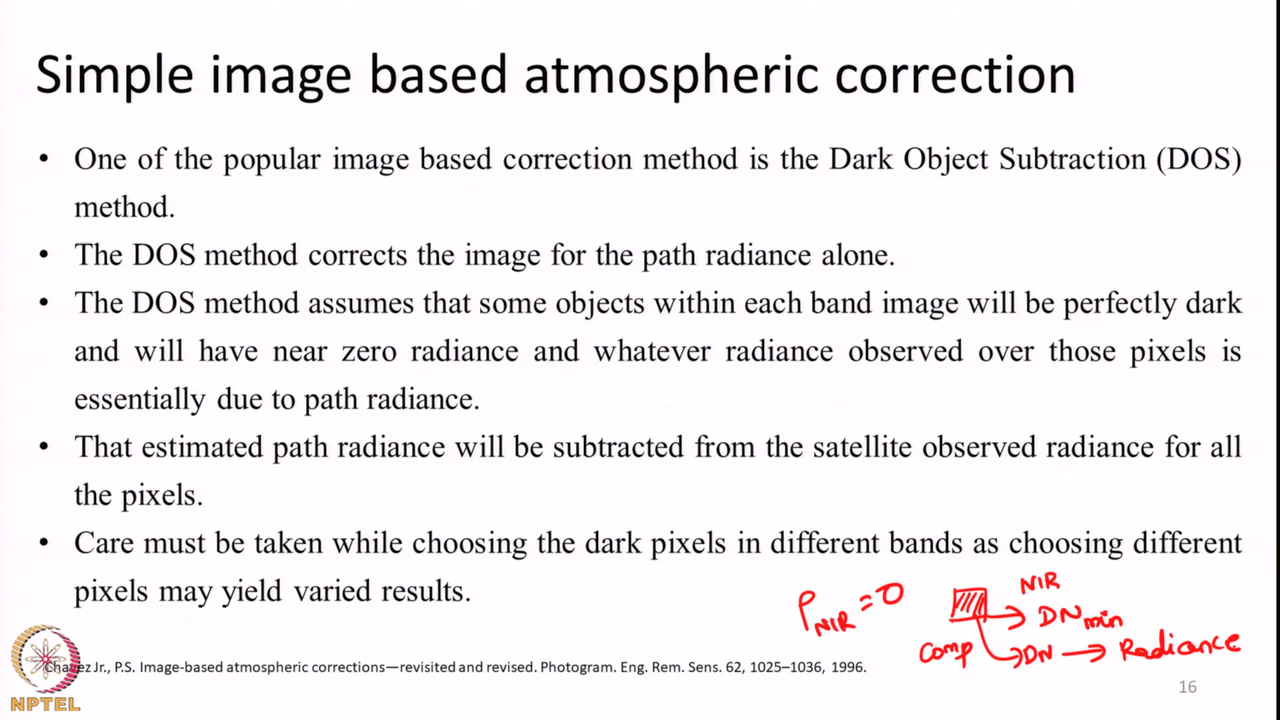 Simple image based atmospheric correction
• One of the popular image based correction method is the Dark Object Subtraction (DOS)
method.
• The DOS method corrects the image for the path radiance alone.
• The DOS method assumes that some objects within each band image will be perfectly dark
and will have near zero radiance and whatever radiance observed over those pixels is
essentially due to path radiance.
• That estimated path radiance will be subtracted from the satellite observed radiance for all
the pixels.
• Care must be taken while choosing the dark pixels in different bands as choosing different
pixels may yield varied results.
ρNIR = 0
NIR
→ DN min
Comp → DN → Radiance
Chavez Jr., P.S. Image-based atmospheric corrections—revisited and revised. Photogram. Eng. Rem. Sens. 62, 1025–1036, 1996.
NPTEL
16